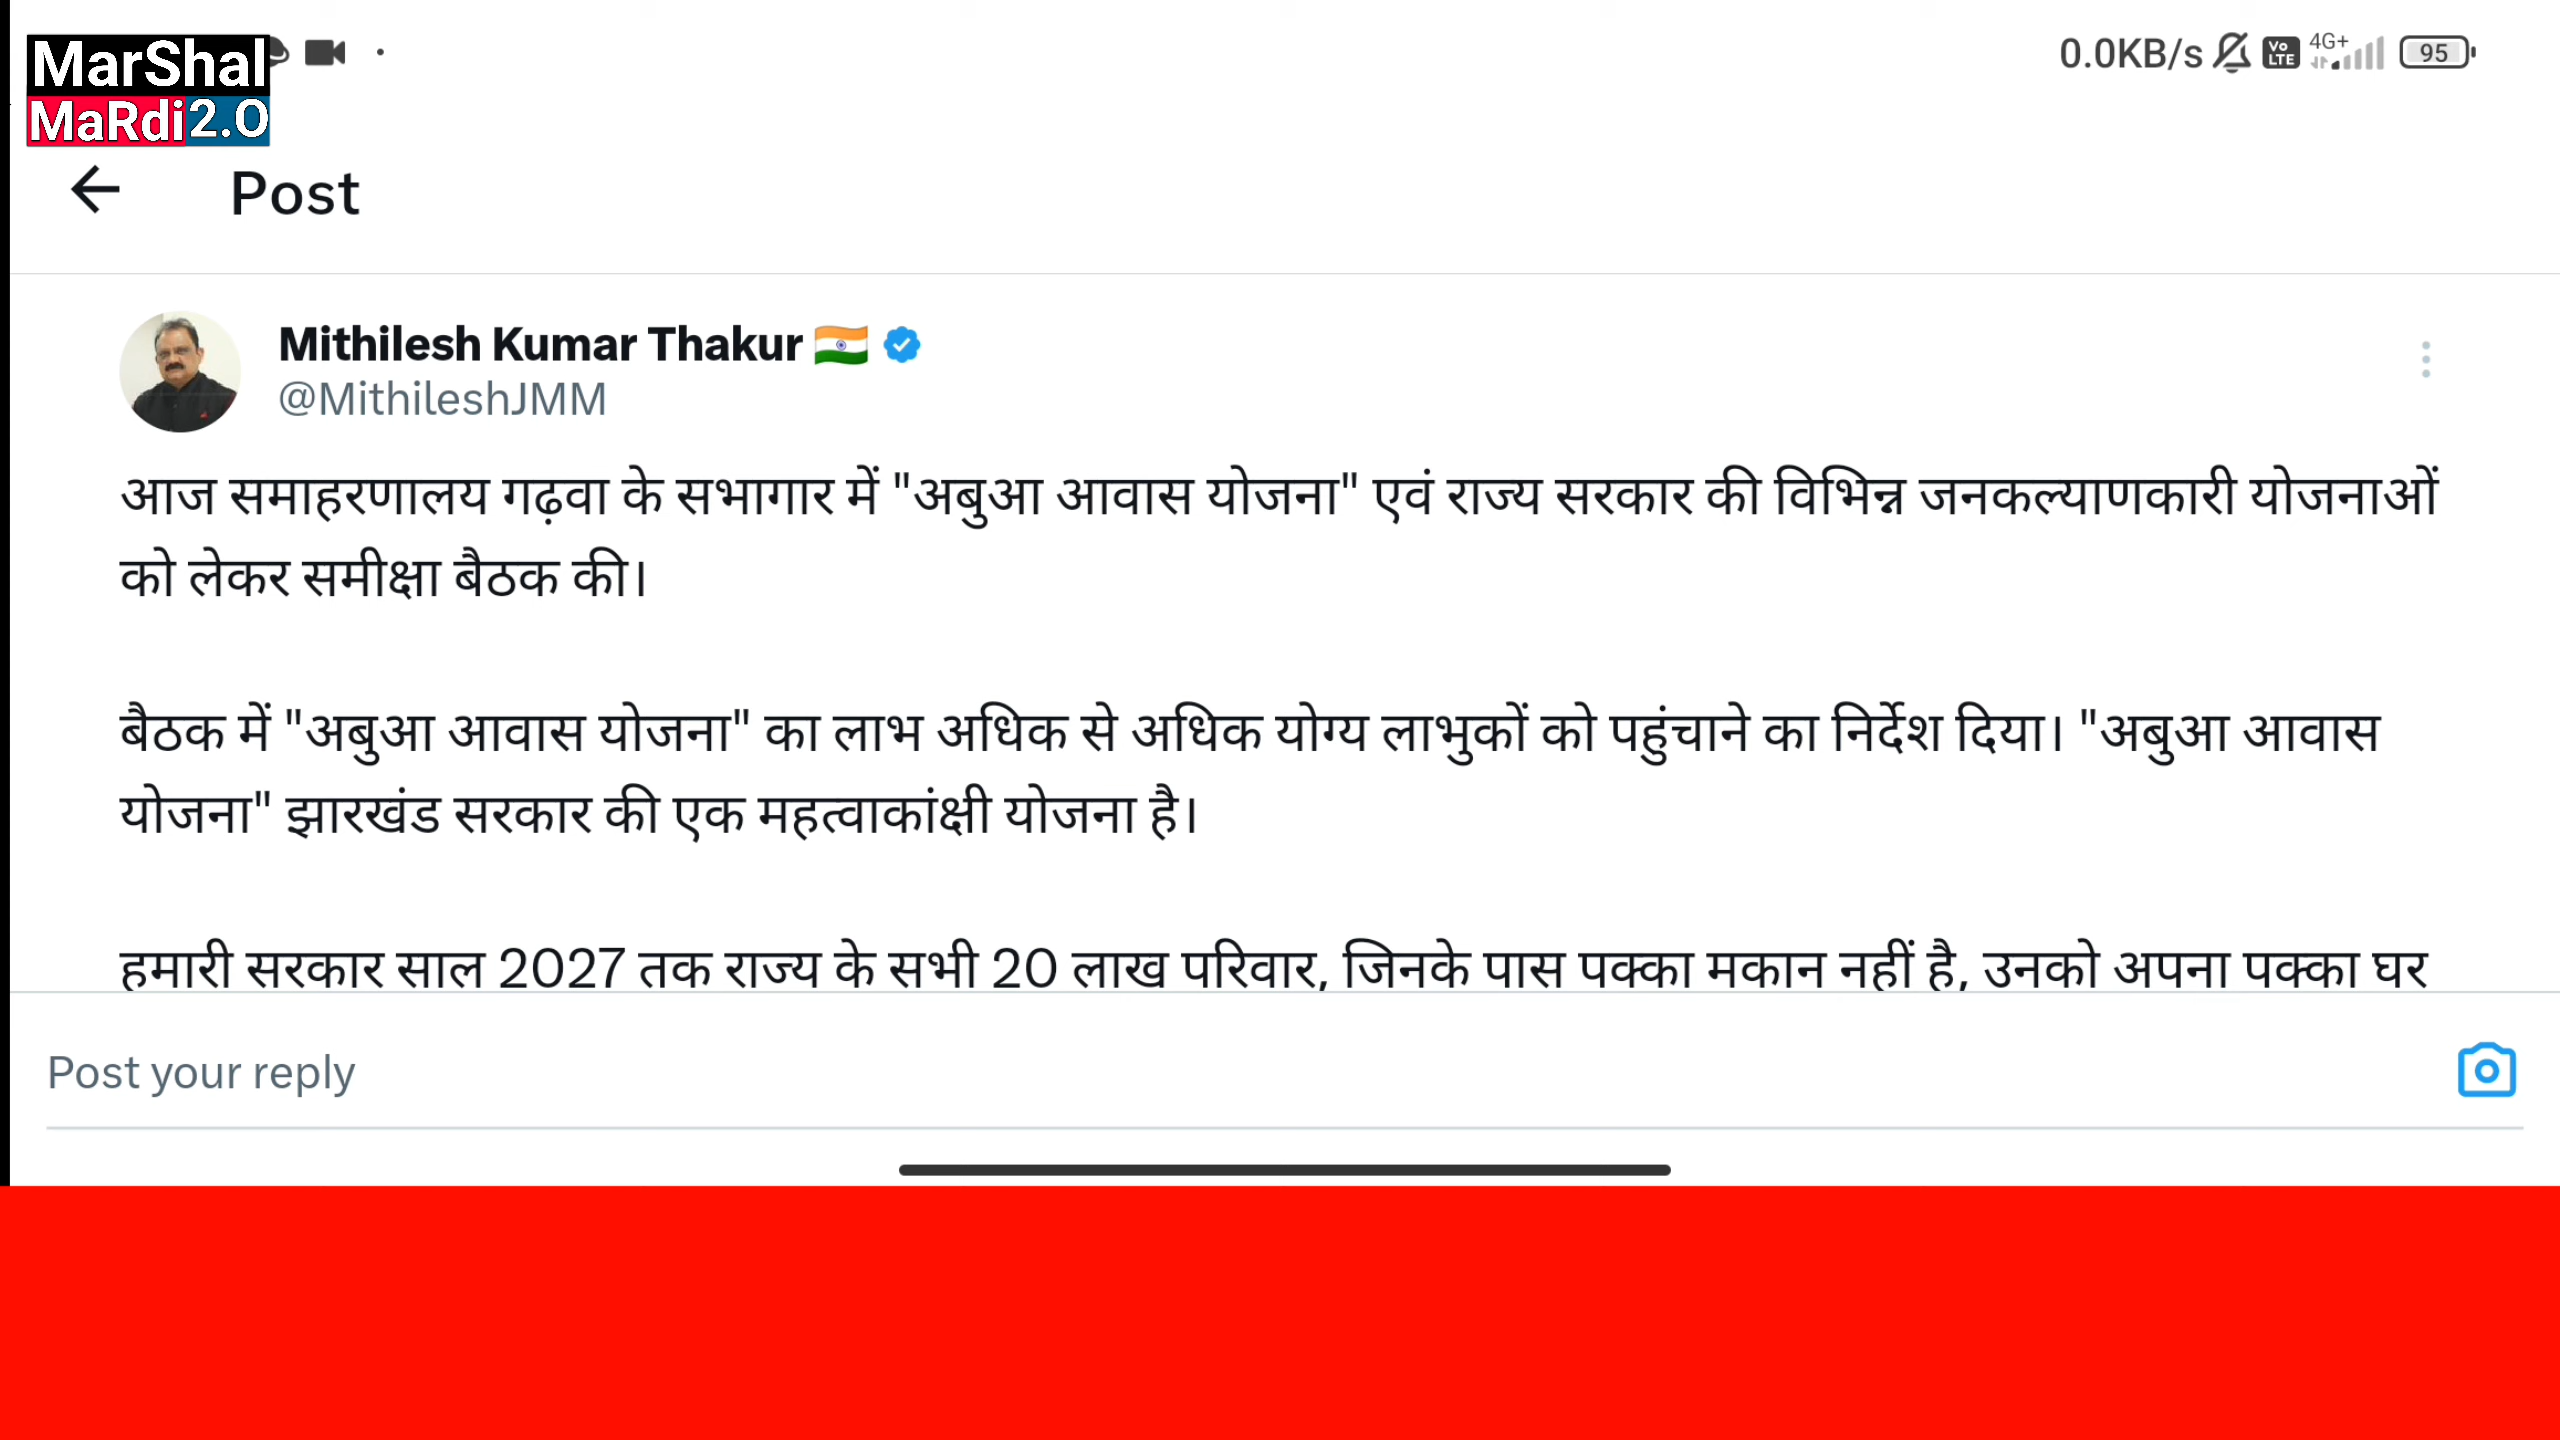 MarShal
MaRdi2.0
0.0KB/s Vo LTE 4G+ 95
Post
Mithilesh Kumar Thakur
@MithileshJMM
आज समाहरणालय गढ़वा के सभागार में "अबुआ आवास योजना" एवं राज्य सरकार की विभिन्न जनकल्याणकारी योजनाओं
को लेकर समीक्षा बैठक की।
बैठक में "अबुआ आवास योजना" का लाभ अधिक से अधिक योग्य लाभुकों को पहुंचाने का निर्देश दिया। "अबुआ आवास
योजना" झारखंड सरकार की एक महत्वाकांक्षी योजना है।
हमारी सरकार साल 2027 तक राज्य के सभी 20 लाख परिवार, जिनके पास पक्का मकान नहीं है, उनको अपना पक्का घर
Post your reply